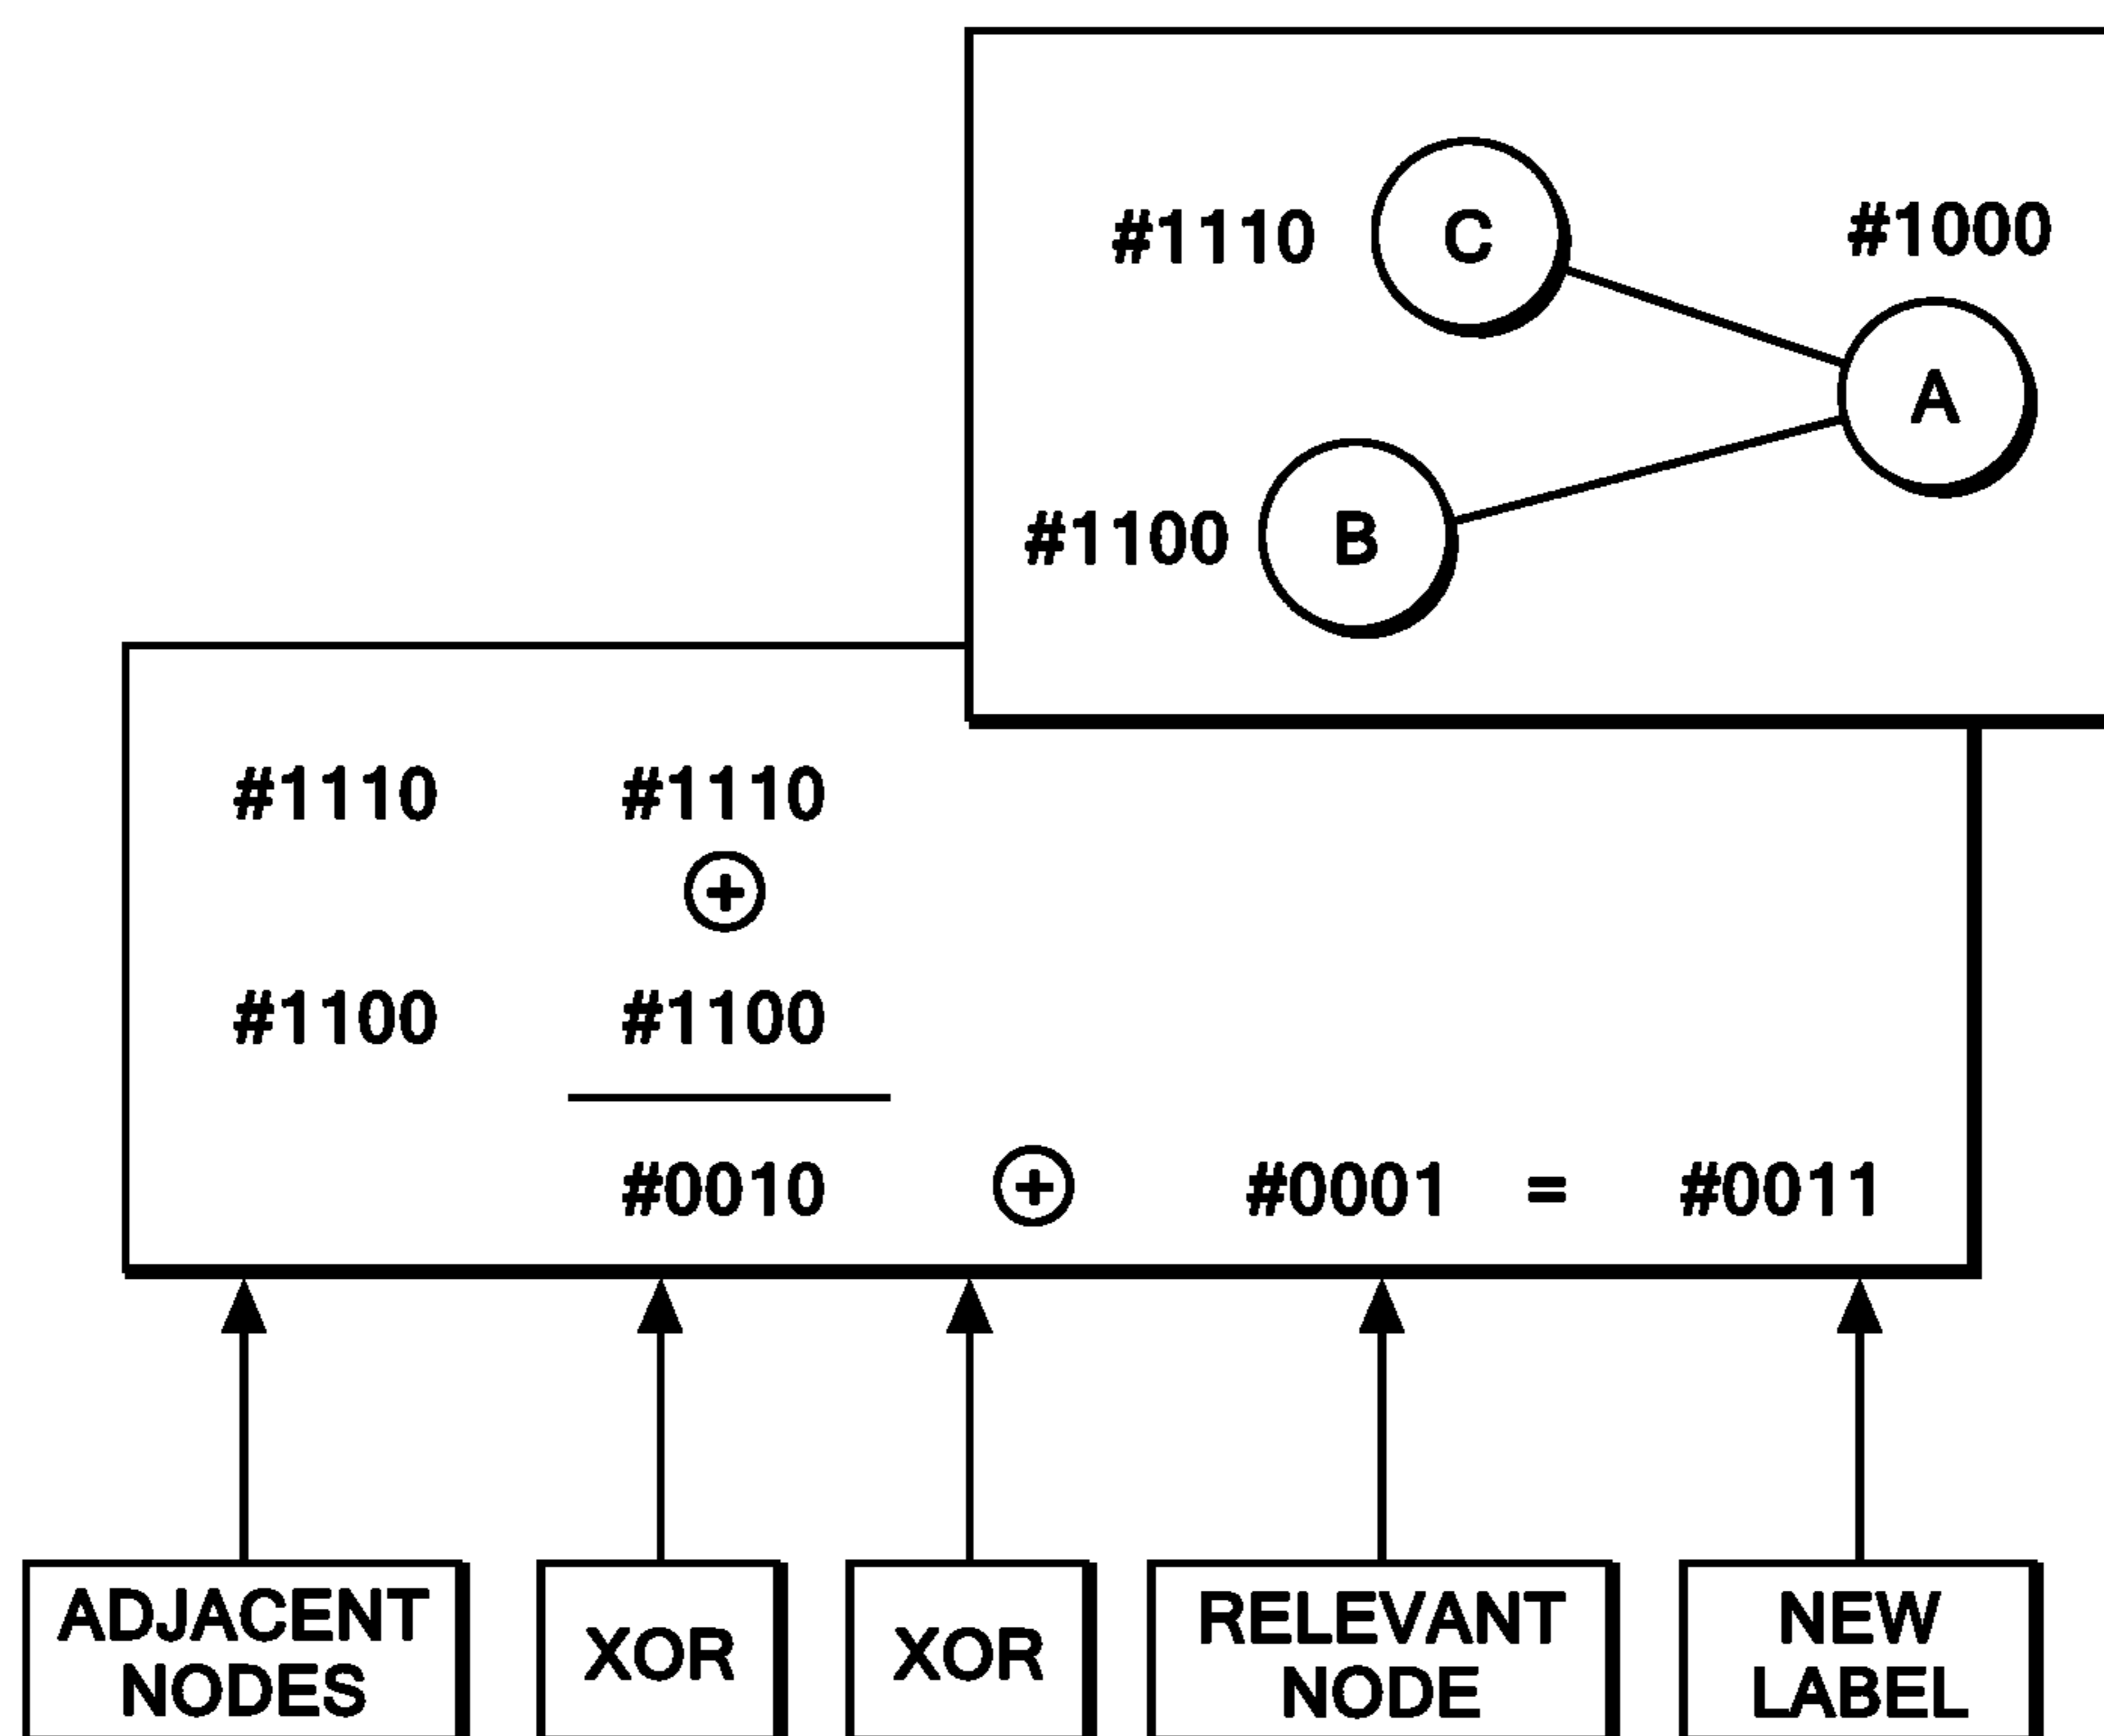 #1110 C #1000
A
#1100 B
#1110 #1110
⊕
#1100 #1100
#0010 ⊕ #0001 = #0011
ADJACENT
NODES
XOR
XOR
RELEVANT
NODE
NEW
LABEL